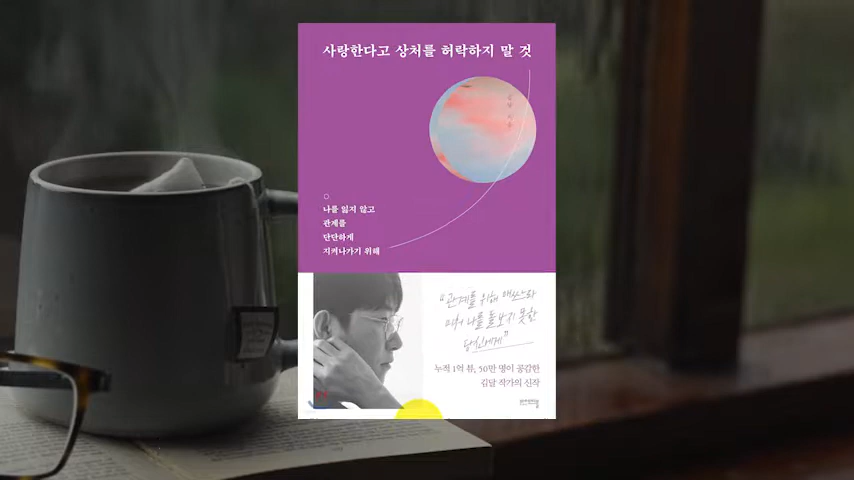 사랑한다고 상처를 허락하지 말 것
김달 지음
나를 잃지 않고
관계를
단단하게
지켜나가기 위해
“관계를 위해 애쓰느라
미처 나를 돌보지 못한
당신에게”
누적 1억 뷰, 50만 명이 공감한
김달 작가의 신작